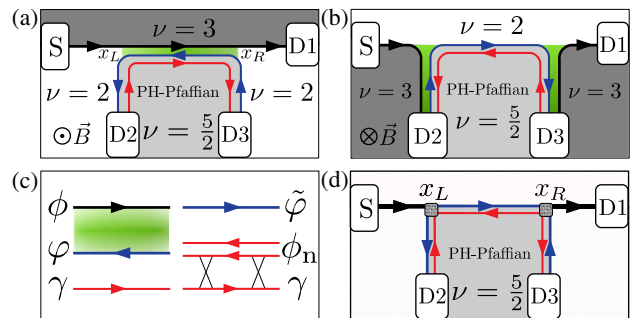 (a)
ν = 3
S
x_L
x_R
D1
ν = 2
PH-Pfaffian
ν = 2
⊙B⃗
D2
ν = 5/2
D3
(b)
S
ν = 2
D1
ν = 3
PH-Pfaffian
ν = 3
⊗B⃗
D2
ν = 5/2
D3
(c)
ϕ
φ̃
φ
ϕ_n
γ
γ
(d)
S
x_L
x_R
D1
PH-Pfaffian
D2
ν = 5/2
D3